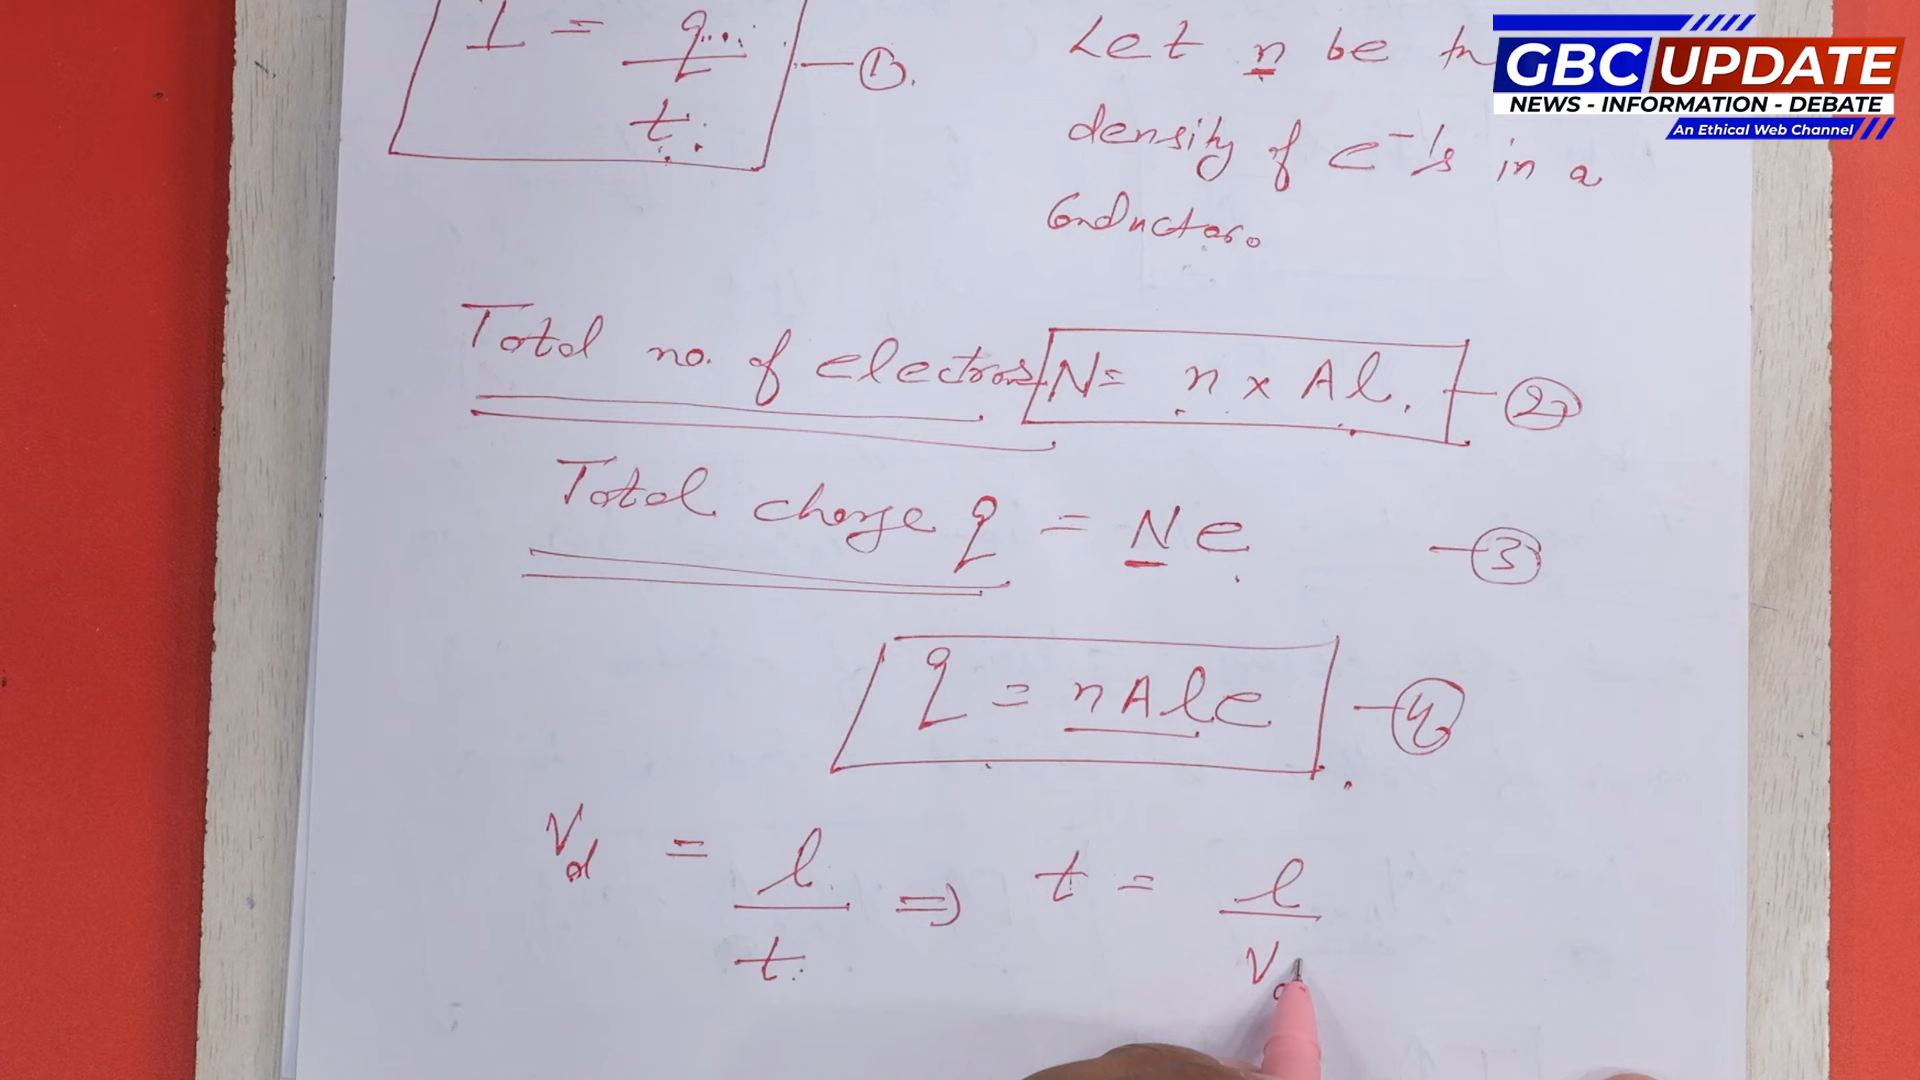 I = q/t —①
Let n be th
density of e⁻'s in a
Conductor.
GBC UPDATE
NEWS - INFORMATION - DEBATE
An Ethical Web Channel
Total no. of electrons N = n x Al. —②
Total charge q = Ne —③
q = nAle —④
Vd = l/t ⇒ t = l/Vd